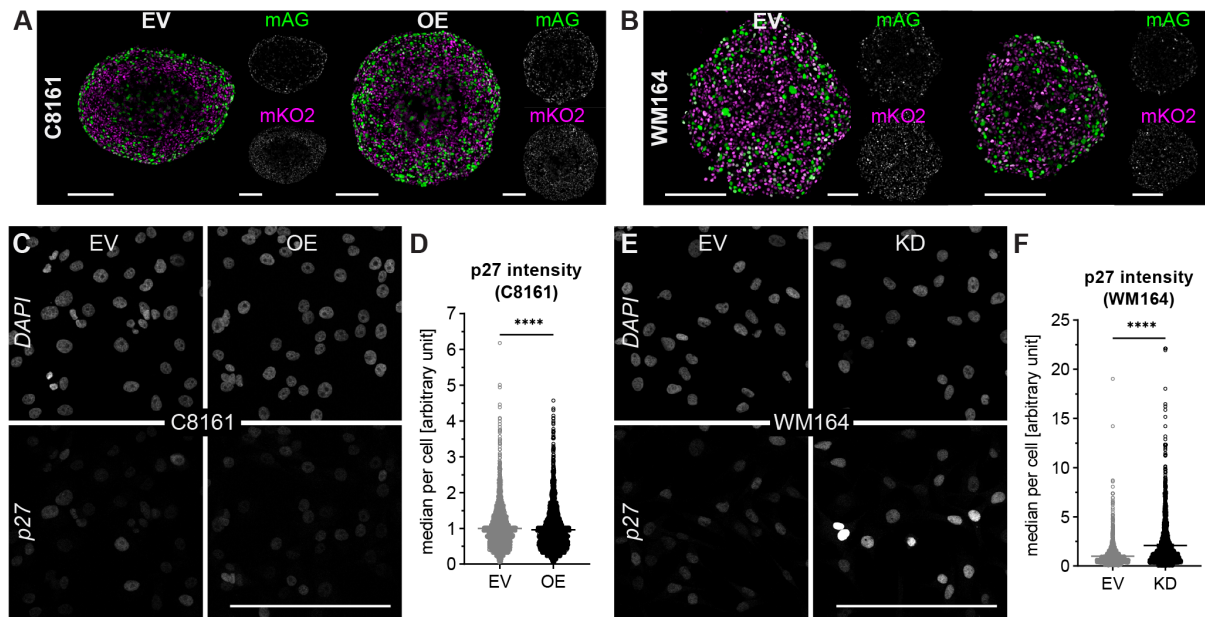 A
EV
mAG
OE
mAG
C8161
mKO2
mKO2
B
EV
mAG
mAG
WM164
mKO2
mKO2
C
EV
OE
DAPI
C8161
p27
D
p27 intensity
(C8161)
****
median per cell [arbitrary unit]
7
6
5
4
3
2
1
0
EV
OE
E
EV
KD
DAPI
WM164
p27
F
p27 intensity
(WM164)
****
median per cell [arbitrary unit]
25
20
15
10
5
0
EV
KD